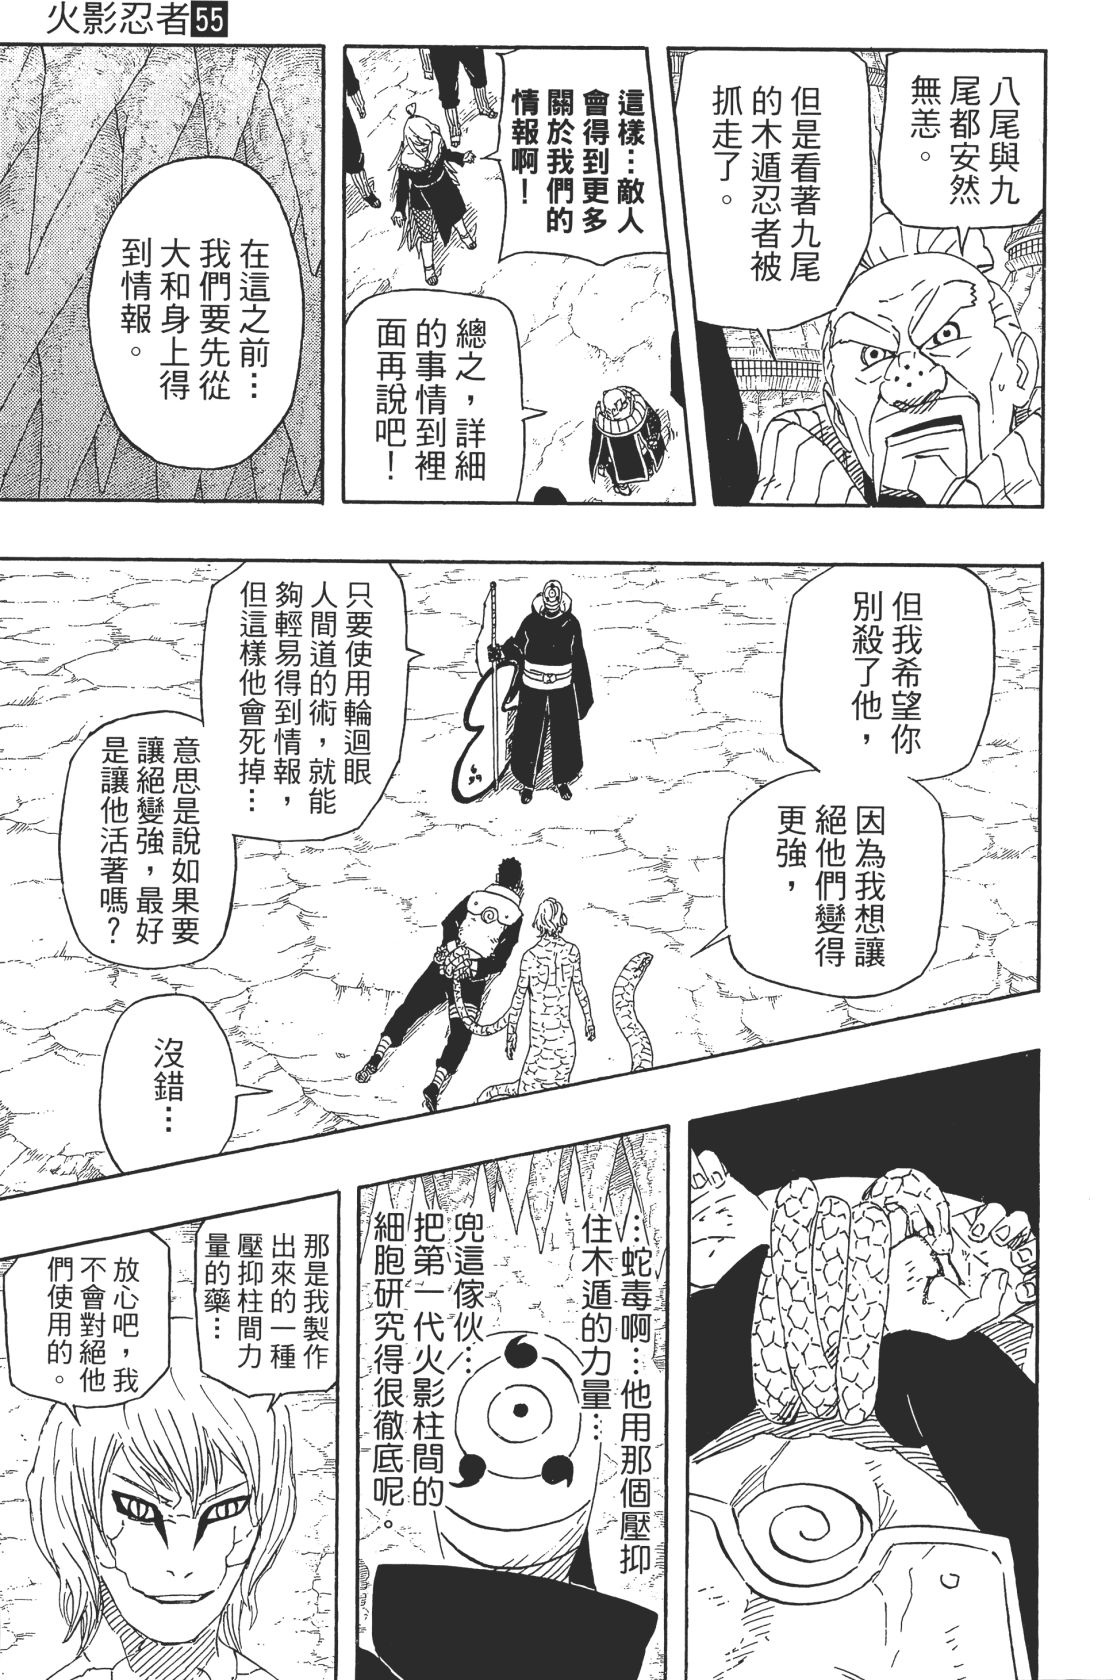 火影忍者55
八尾與九
尾都安然
無恙。
但是看著九尾
的木遁忍者被
抓走了。
這樣…敵人
會得到更多
關於我們的
情報啊！
總之，詳細
的事情到裡
面再說吧！
在這之前…
我們要先從
大和身上得
到情報。
但我希望你
別殺了他，
因為我想讓
絕他們變得
更強，
只要使用輪迴眼
人間道的術，就能
夠輕易得到情報，
但這樣他會死掉…
意思是說如果要
讓絕變強，最好
是讓他活著嗎？
沒錯…
…蛇毒啊…他用那個壓抑
住木遁的力量…
兜這傢伙…
把第一代火影柱間的
細胞研究得很徹底呢。
那是我製作
出來的一種
壓抑柱間力
量的藥…
放心吧，我
不會對絕他
們使用的。